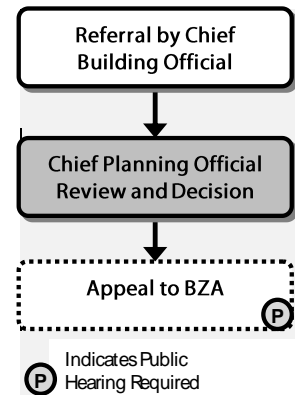 Referral by Chief
Building Official
Chief Planning Official
Review and Decision
Appeal to BZA
P
P
Indicates Public
Hearing Required